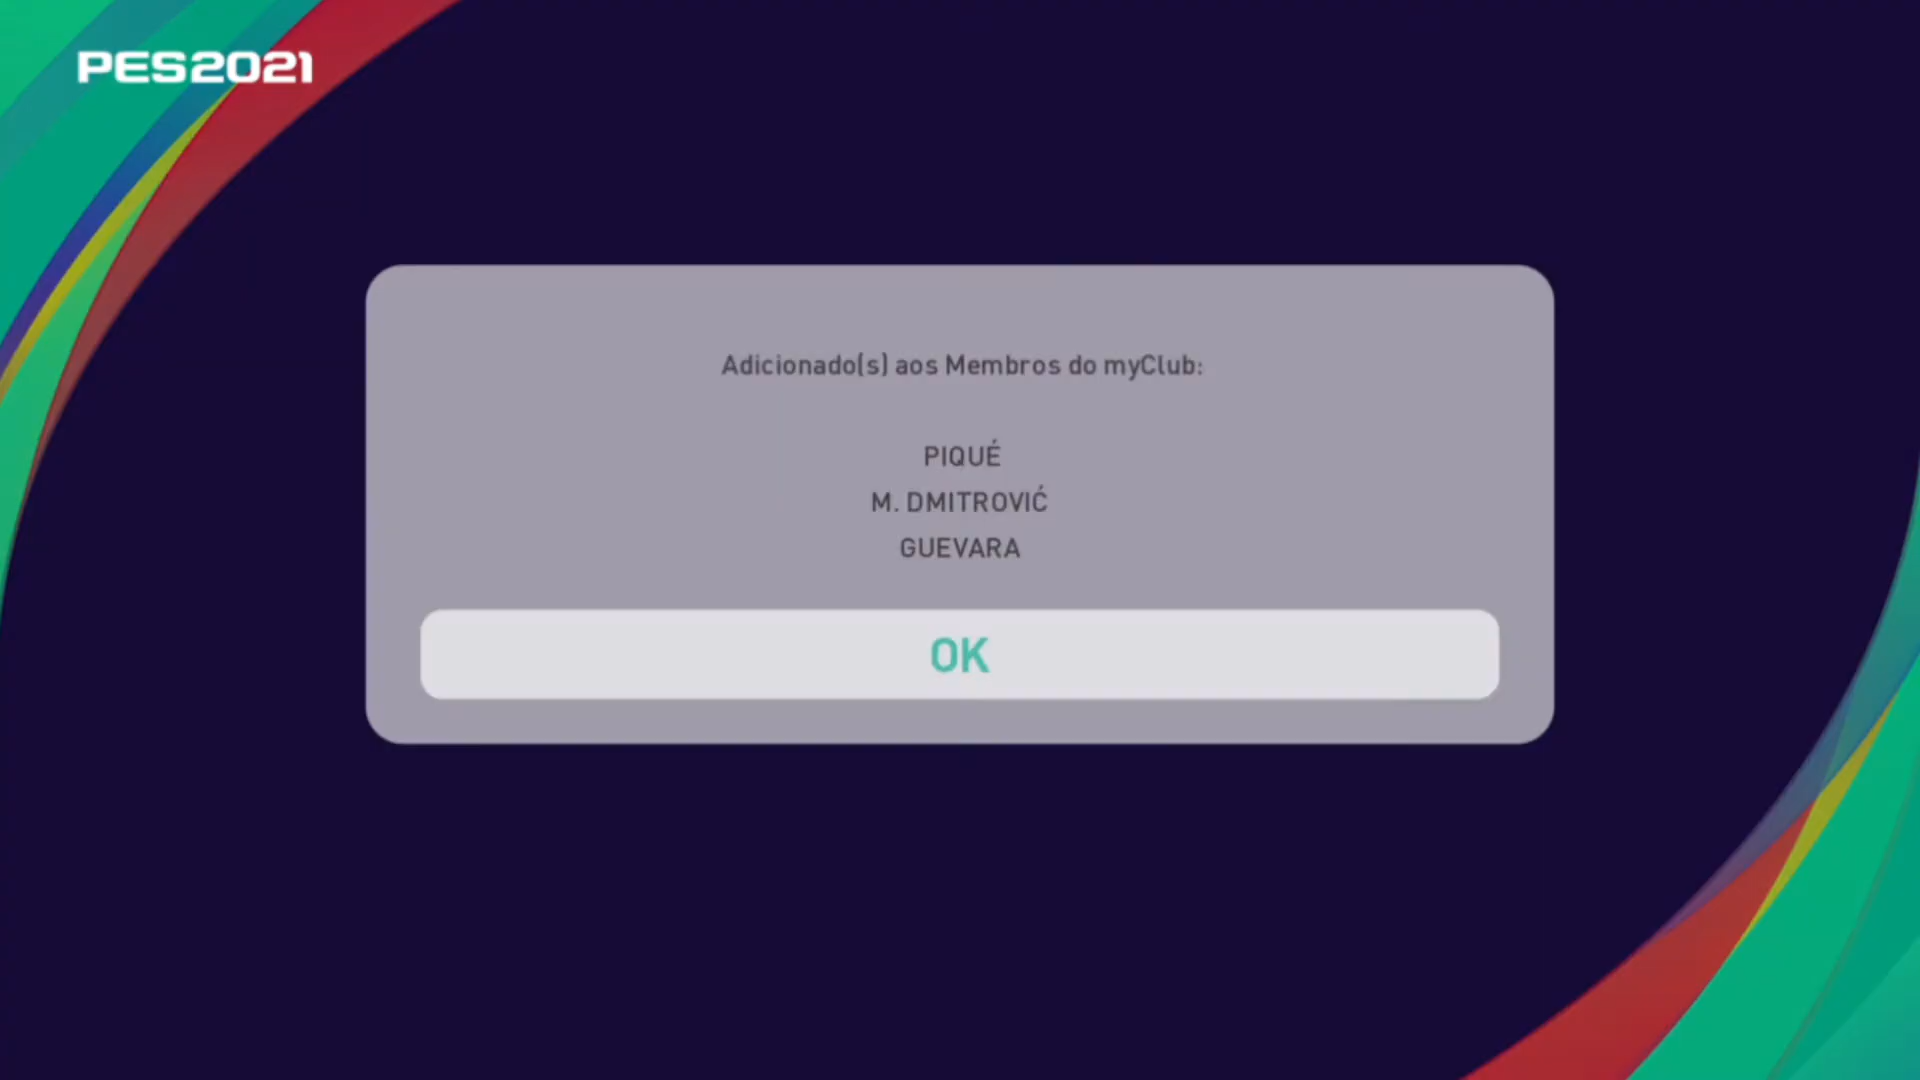 PES2021
Adicionado(s) aos Membros do myClub:
PIQUÉ
M. DMITROVIĆ
GUEVARA
OK